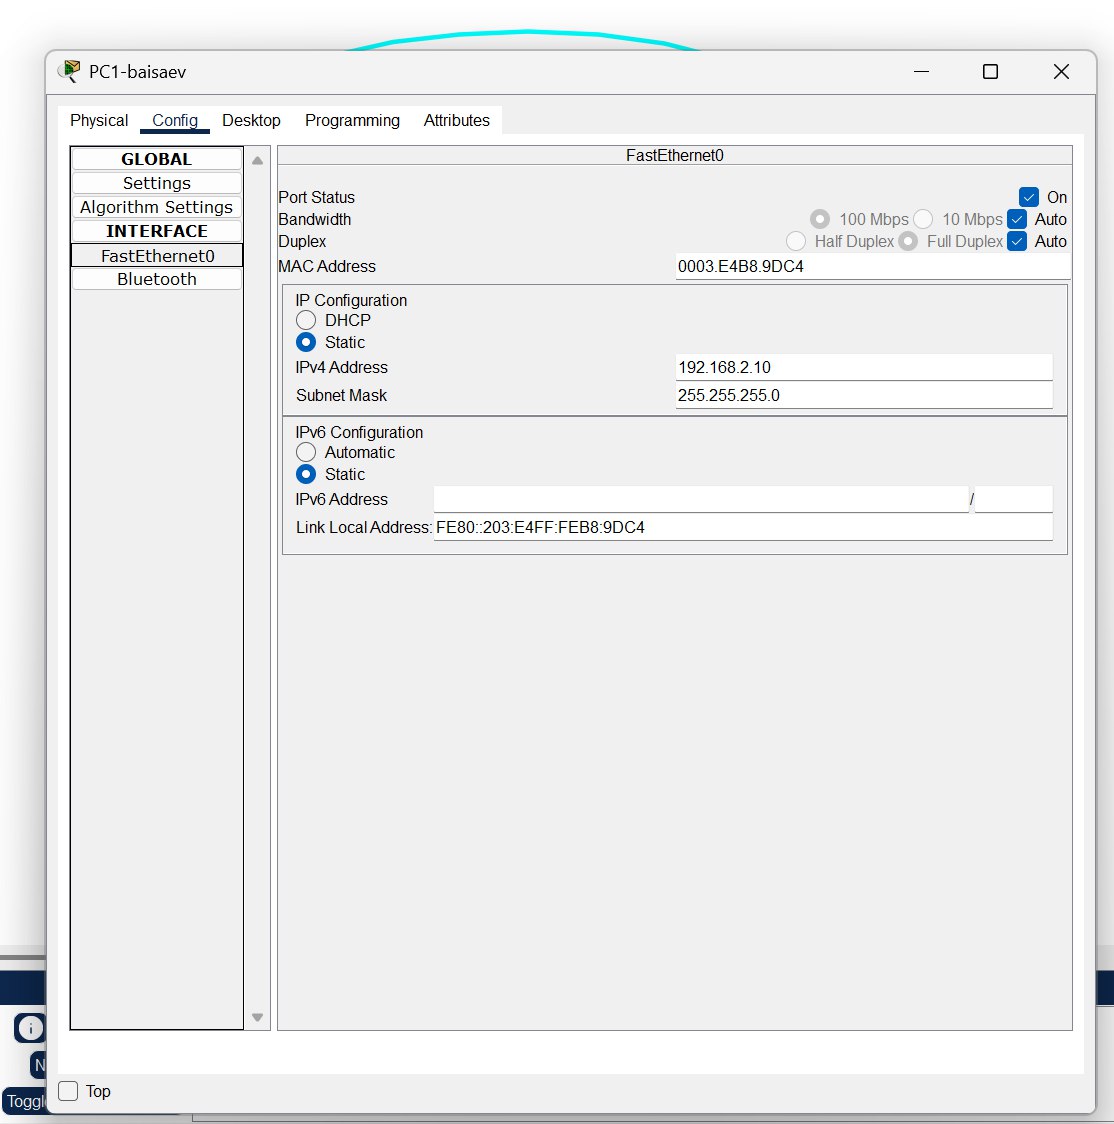 PC1-baisaev
Physical Config Desktop Programming Attributes
GLOBAL
Settings
Algorithm Settings
INTERFACE
FastEthernet0
Bluetooth
FastEthernet0
Port Status On
Bandwidth 100 Mbps 10 Mbps Auto
Duplex Half Duplex Full Duplex Auto
MAC Address 0003.E4B8.9DC4
IP Configuration
DHCP
Static
IPv4 Address 192.168.2.10
Subnet Mask 255.255.255.0
IPv6 Configuration
Automatic
Static
IPv6 Address /
Link Local Address: FE80::203:E4FF:FEB8:9DC4
Top